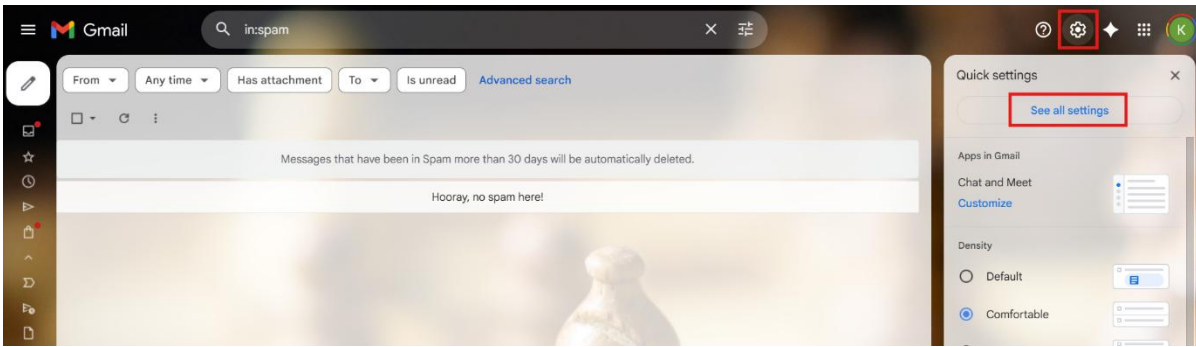 Gmail
in:spam
K
From
Any time
Has attachment
To
Is unread
Advanced search
Messages that have been in Spam more than 30 days will be automatically deleted.
Hooray, no spam here!
Quick settings
See all settings
Apps in Gmail
Chat and Meet
Customize
Density
Default
Comfortable